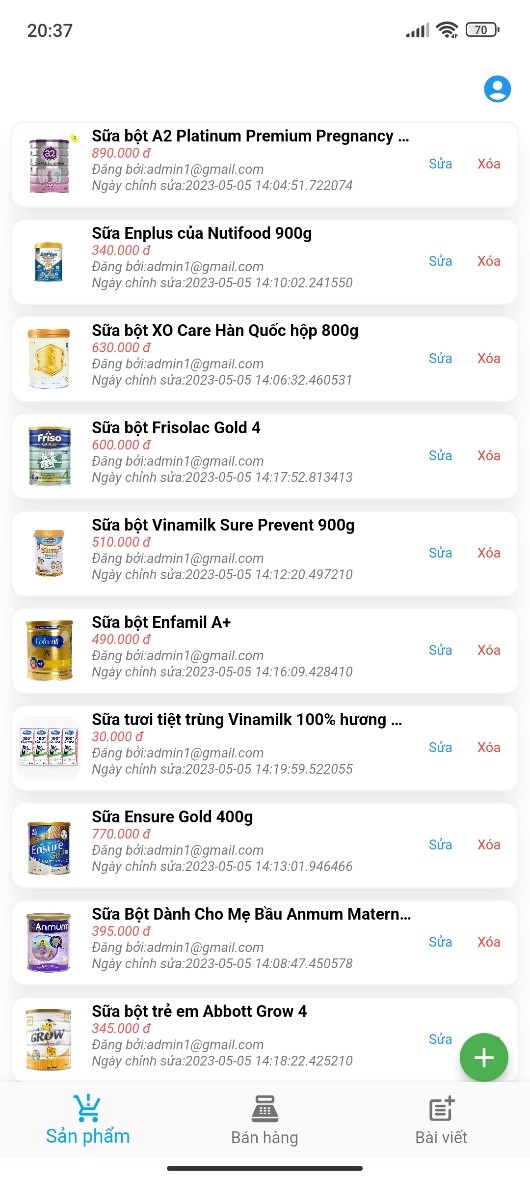 20:37
70
Sữa bột A2 Platinum Premium Pregnancy ...
890.000 đ
Đăng bởi:admin1@gmail.com
Ngày chỉnh sửa:2023-05-05 14:04:51.722074
Sửa
Xóa
Sữa Enplus của Nutifood 900g
340.000 đ
Đăng bởi:admin1@gmail.com
Ngày chỉnh sửa:2023-05-05 14:10:02.241550
Sửa
Xóa
Sữa bột XO Care Hàn Quốc hộp 800g
630.000 đ
Đăng bởi:admin1@gmail.com
Ngày chỉnh sửa:2023-05-05 14:06:32.460531
Sửa
Xóa
Friso
Sữa bột Frisolac Gold 4
600.000 đ
Đăng bởi:admin1@gmail.com
Ngày chỉnh sửa:2023-05-05 14:17:52.813413
Sửa
Xóa
Sure
Sữa bột Vinamilk Sure Prevent 900g
510.000 đ
Đăng bởi:admin1@gmail.com
Ngày chỉnh sửa:2023-05-05 14:12:20.497210
Sửa
Xóa
Sữa bột Enfamil A+
490.000 đ
Đăng bởi:admin1@gmail.com
Ngày chỉnh sửa:2023-05-05 14:16:09.428410
Sửa
Xóa
Sữa tươi tiệt trùng Vinamilk 100% hương ...
30.000 đ
Đăng bởi:admin1@gmail.com
Ngày chỉnh sửa:2023-05-05 14:19:59.522055
Sửa
Xóa
Ensure
Sữa Ensure Gold 400g
770.000 đ
Đăng bởi:admin1@gmail.com
Ngày chỉnh sửa:2023-05-05 14:13:01.946466
Sửa
Xóa
Anmum
Sữa Bột Dành Cho Mẹ Bầu Anmum Matern...
395.000 đ
Đăng bởi:admin1@gmail.com
Ngày chỉnh sửa:2023-05-05 14:08:47.450578
Sửa
Xóa
GROW
Sữa bột trẻ em Abbott Grow 4
345.000 đ
Đăng bởi:admin1@gmail.com
Ngày chỉnh sửa:2023-05-05 14:18:22.425210
Sửa
Sản phẩm
Bán hàng
Bài viết